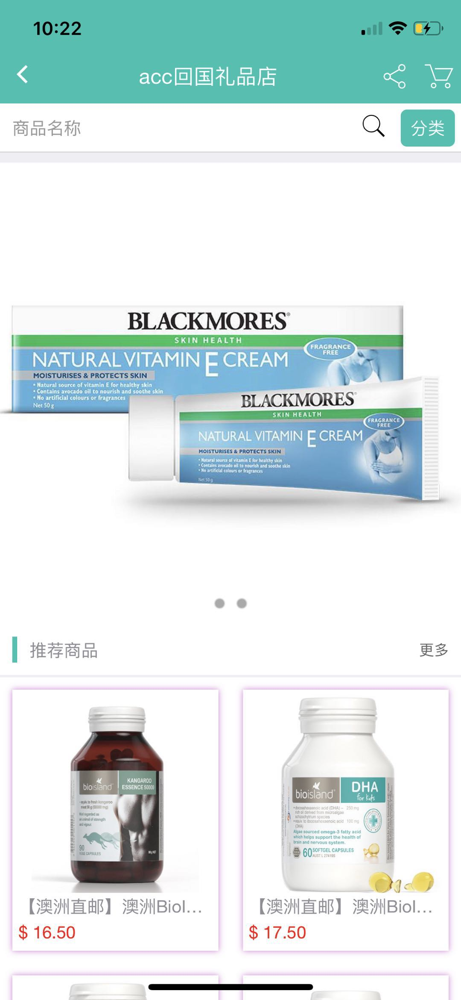 10:22
acc回国礼品店
商品名称
分类
BLACKMORES®
SKIN HEALTH
FRAGRANCE
FREE
NATURAL VITAMIN E CREAM
MOISTURISES & PROTECTS SKIN
• Natural source of vitamin E for healthy skin
• Contains avocado oil to nourish and soothe skin
• No artificial colours or fragrances
Net 50 g
BLACKMORES®
SKIN HEALTH
FRAGRANCE
FREE
NATURAL VITAMIN E CREAM
MOISTURISES & PROTECTS SKIN
• Natural source of vitamin E for healthy skin
• Contains avocado oil to nourish and soothe skin
• No artificial colours or fragrances
Net 50 g
推荐商品
更多
bioisland
KANGAROO
ESSENCE 50000
• equiv. to fresh kangaroo
meat 50 g (50000 mg)
Well regarded as
an animal of strength
and vigour.
90
VEGE CAPSULES
80g NET
【澳洲直邮】澳洲BioI...
$ 16.50
bioisland
DHA
for kids
• docosahexaenoic acid (DHA) – 250 mg
rich oil derived from microalgae
schizochytrium species
• equiv. to docosahexaenoic acid 100 mg
(DHA)
Algae sourced omega-3 fatty acid
which helps support the health of
brain and nervous system.
60 SOFTGEL CAPSULES
AUST L 274195
【澳洲直邮】澳洲BioI...
$ 17.50